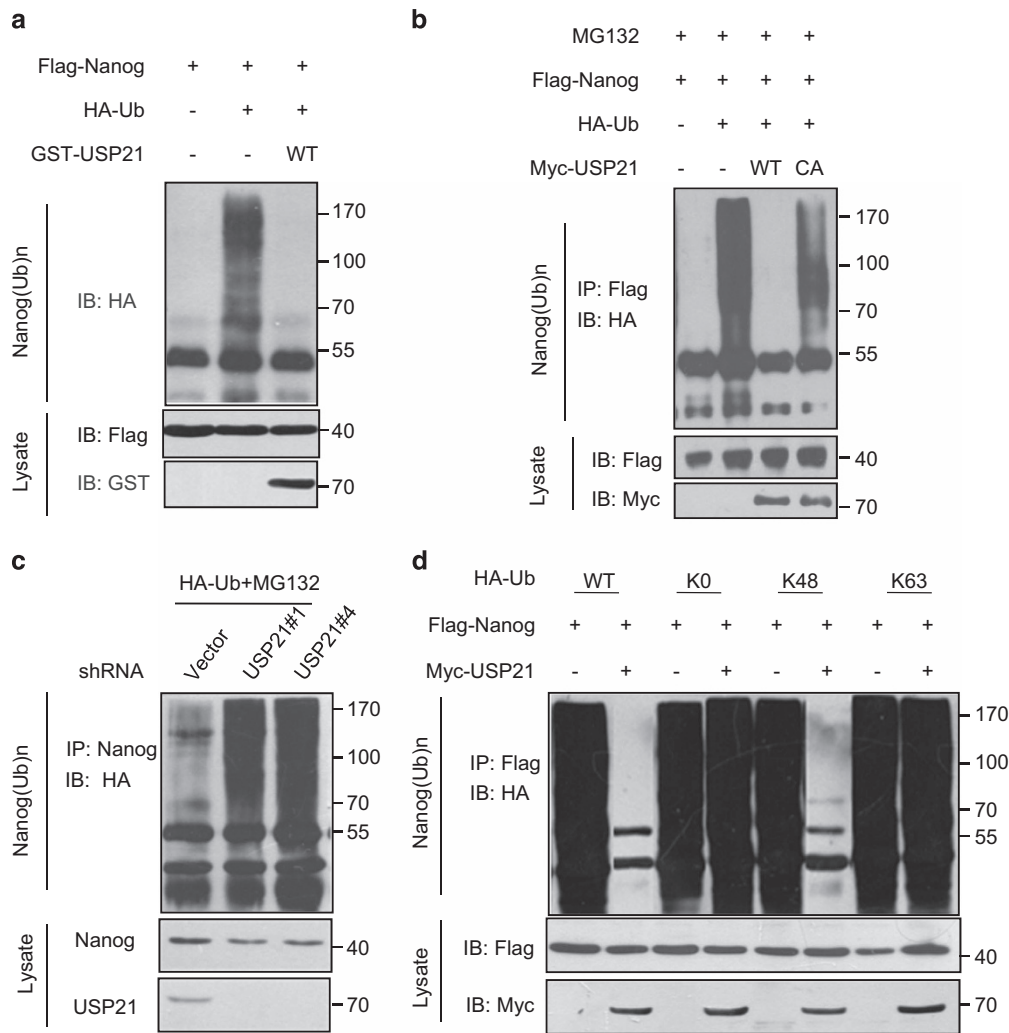 a
Flag-Nanog + + +
HA-Ub - + +
GST-USP21 - - WT
Nanog(Ub)n
IB: HA
170
100
70
55
Lysate
IB: Flag
40
IB: GST
70
b
MG132 + + + +
Flag-Nanog + + + +
HA-Ub - + + +
Myc-USP21 - - WT CA
Nanog(Ub)n
IP: Flag
IB: HA
170
100
70
55
Lysate
IB: Flag
40
IB: Myc
70
c
HA-Ub+MG132
shRNA Vector USP21#1 USP21#4
Nanog(Ub)n
IP: Nanog
IB: HA
170
100
70
55
Lysate
Nanog
40
USP21
70
d
HA-Ub WT K0 K48 K63
Flag-Nanog + + + + + + + +
Myc-USP21 - + - + - + - +
Nanog(Ub)n
IP: Flag
IB: HA
170
100
70
55
Lysate
IB: Flag
40
IB: Myc
70